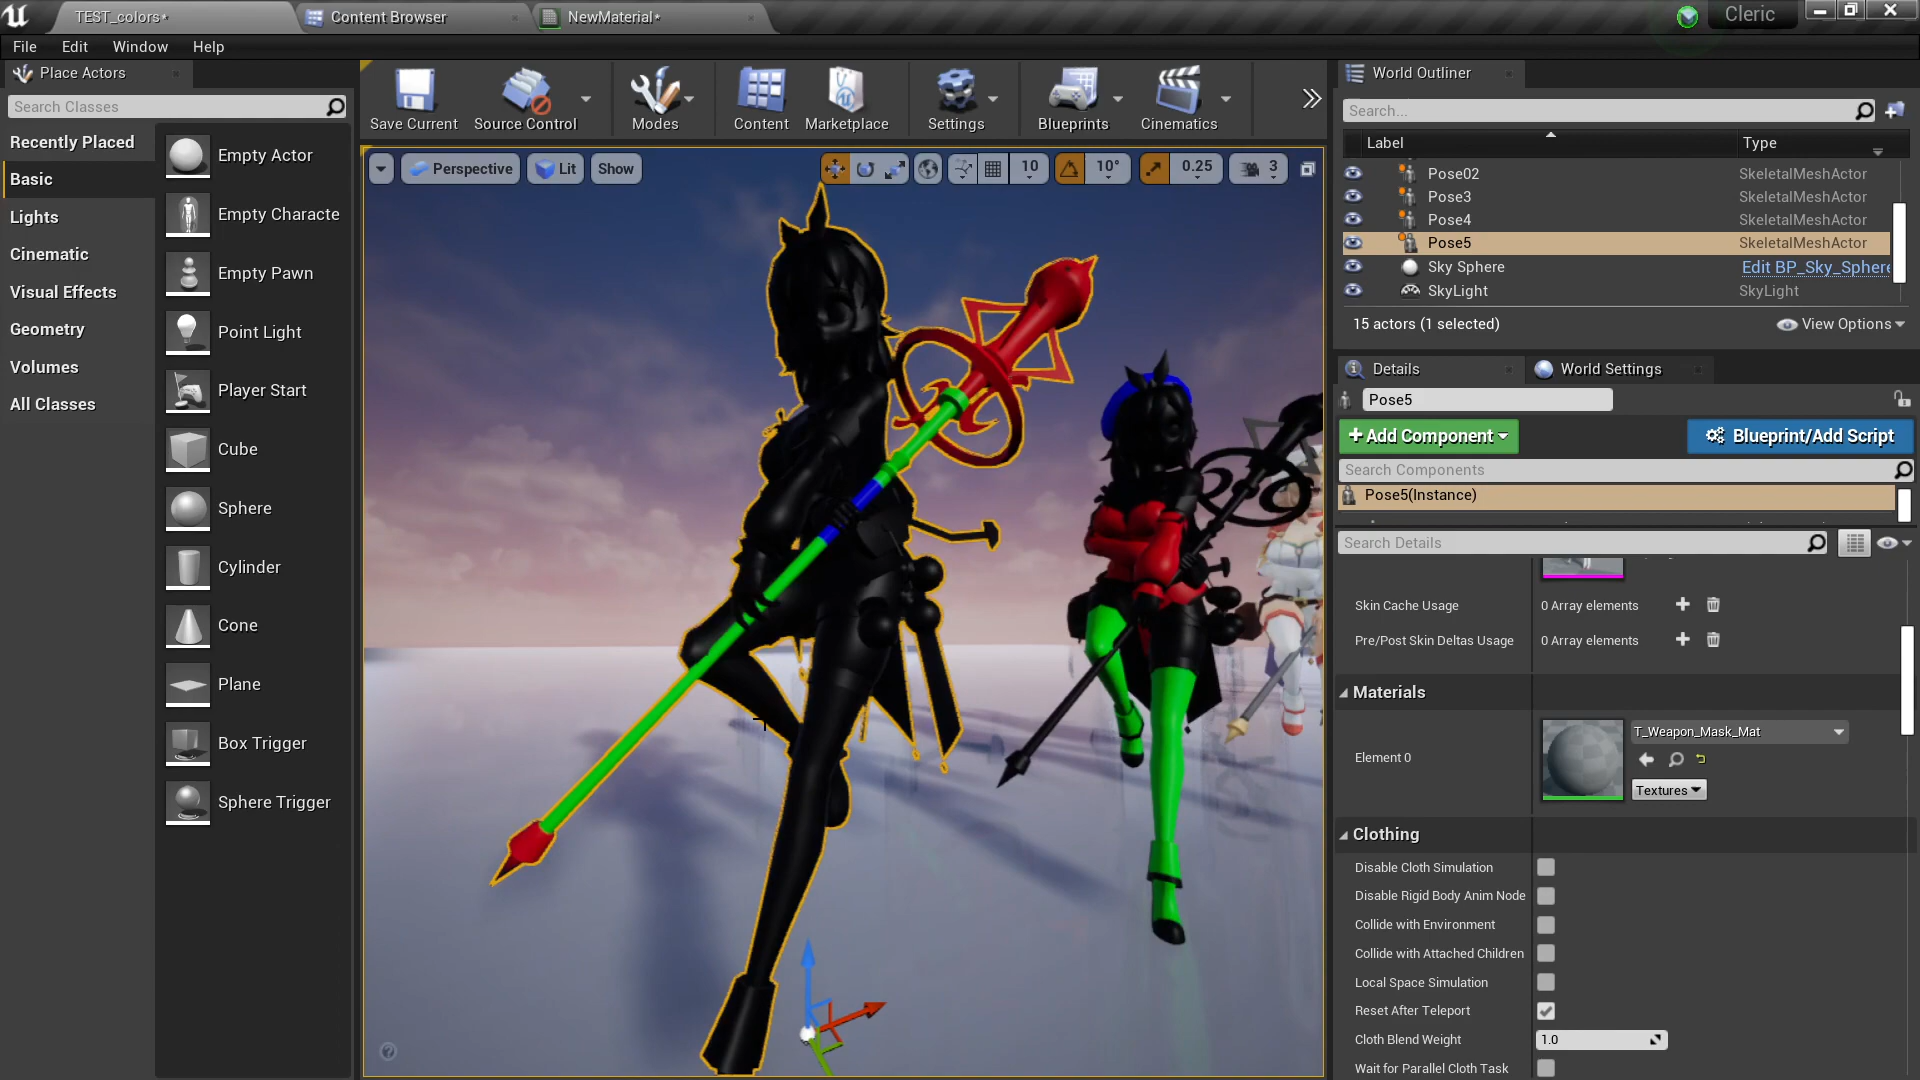 TEST_colors*
Content Browser
NewMaterial*
Cleric
File Edit Window Help
Place Actors
Search Classes
Recently Placed
Basic
Lights
Cinematic
Visual Effects
Geometry
Volumes
All Classes
Empty Actor
Empty Characte
Empty Pawn
Point Light
Player Start
Cube
Sphere
Cylinder
Cone
Plane
Box Trigger
Sphere Trigger
Save Current
Source Control
Modes
Content
Marketplace
Settings
Blueprints
Cinematics
Perspective
Lit
Show
10
10°
0.25
3
World Outliner
Search...
Label Type
Pose02 SkeletalMeshActor
Pose3 SkeletalMeshActor
Pose4 SkeletalMeshActor
Pose5 SkeletalMeshActor
Sky Sphere Edit BP_Sky_Sphere
SkyLight SkyLight
15 actors (1 selected)
View Options
Details
World Settings
Pose5
+Add Component
Blueprint/Add Script
Search Components
Pose5(Instance)
Search Details
Skin Cache Usage 0 Array elements
Pre/Post Skin Deltas Usage 0 Array elements
Materials
Element 0
T_Weapon_Mask_Mat
Textures
Clothing
Disable Cloth Simulation
Disable Rigid Body Anim Node
Collide with Environment
Collide with Attached Children
Local Space Simulation
Reset After Teleport
Cloth Blend Weight 1.0
Wait for Parallel Cloth Task